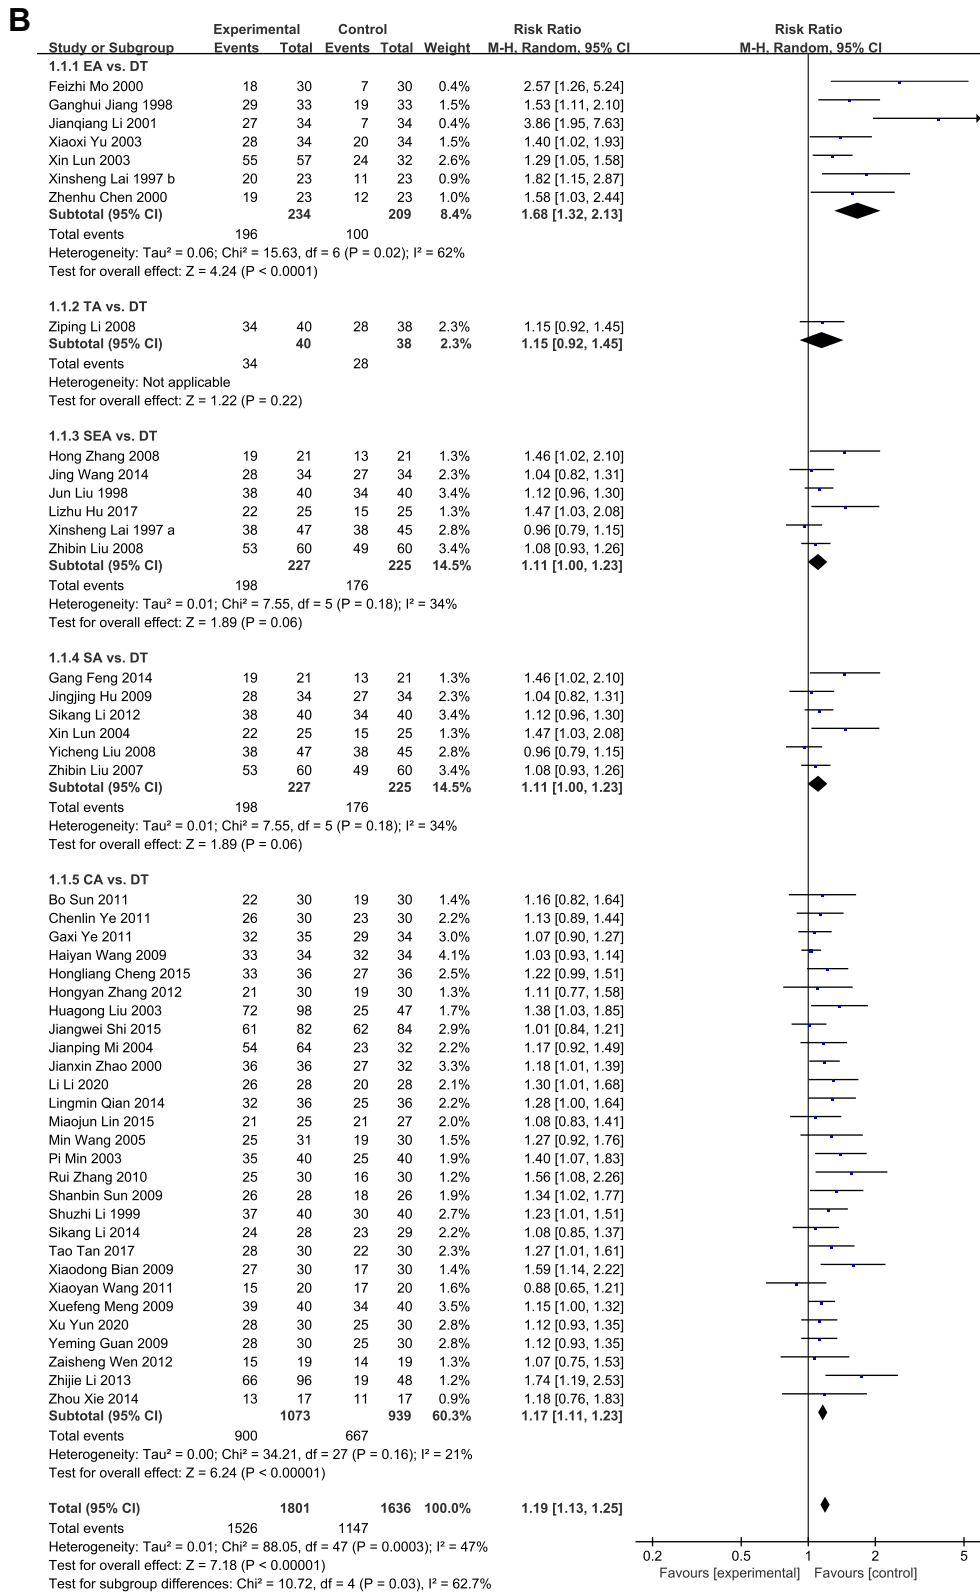 B
Experimental Control Risk Ratio Risk Ratio
Study or Subgroup Events Total Events Total Weight M-H, Random, 95% CI M-H, Random, 95% CI
1.1.1 EA vs. DT
Feizhi Mo 2000 18 30 7 30 0.4% 2.57 [1.26, 5.24]
Ganghui Jiang 1998 29 33 19 33 1.5% 1.53 [1.11, 2.10]
Jianqiang Li 2001 27 34 7 34 0.4% 3.86 [1.95, 7.63]
Xiaoxi Yu 2003 28 34 20 34 1.4% 1.40 [1.02, 1.93]
Xin Lun 2003 55 57 24 32 2.6% 1.29 [1.05, 1.58]
Xinsheng Lai 1997 b 20 23 11 23 0.9% 1.82 [1.15, 2.87]
Zhenhu Chen 2000 19 23 12 23 1.0% 1.58 [1.03, 2.44]
Subtotal (95% CI) 234 209 8.4% 1.68 [1.32, 2.13]
Total events 196 100
Heterogeneity: Tau² = 0.06; Chi² = 15.63, df = 6 (P = 0.02); I² = 62%
Test for overall effect: Z = 4.24 (P < 0.0001)
1.1.2 TA vs. DT
Ziping Li 2008 34 40 28 38 2.3% 1.15 [0.92, 1.45]
Subtotal (95% CI) 40 38 2.3% 1.15 [0.92, 1.45]
Total events 34 28
Heterogeneity: Not applicable
Test for overall effect: Z = 1.22 (P = 0.22)
1.1.3 SEA vs. DT
Hong Zhang 2008 19 21 13 21 1.3% 1.46 [1.02, 2.10]
Jing Wang 2014 28 34 27 34 2.3% 1.04 [0.82, 1.31]
Jun Liu 1998 38 40 34 40 3.4% 1.12 [0.96, 1.30]
Lizhu Hu 2017 22 25 15 25 1.3% 1.47 [1.03, 2.08]
Xinsheng Lai 1997 a 38 47 38 45 2.8% 0.96 [0.79, 1.15]
Zhibin Liu 2008 53 60 49 60 3.4% 1.08 [0.93, 1.26]
Subtotal (95% CI) 227 225 14.5% 1.11 [1.00, 1.23]
Total events 198 176
Heterogeneity: Tau² = 0.01; Chi² = 7.55, df = 5 (P = 0.18); I² = 34%
Test for overall effect: Z = 1.89 (P = 0.06)
1.1.4 SA vs. DT
Gang Feng 2014 19 21 13 21 1.3% 1.46 [1.02, 2.10]
Jingjing Hu 2009 28 34 27 34 2.3% 1.04 [0.82, 1.31]
Sikang Li 2012 38 40 34 40 3.4% 1.12 [0.96, 1.30]
Xin Lun 2004 22 25 15 25 1.3% 1.47 [1.03, 2.08]
Yicheng Liu 2008 38 47 38 45 2.8% 0.96 [0.79, 1.15]
Zhibin Liu 2007 53 60 49 60 3.4% 1.08 [0.93, 1.26]
Subtotal (95% CI) 227 225 14.5% 1.11 [1.00, 1.23]
Total events 198 176
Heterogeneity: Tau² = 0.01; Chi² = 7.55, df = 5 (P = 0.18); I² = 34%
Test for overall effect: Z = 1.89 (P = 0.06)
1.1.5 CA vs. DT
Bo Sun 2011 22 30 19 30 1.4% 1.16 [0.82, 1.64]
Chenlin Ye 2011 26 30 23 30 2.2% 1.13 [0.89, 1.44]
Gaxi Ye 2011 32 35 29 34 3.0% 1.07 [0.90, 1.27]
Haiyan Wang 2009 33 34 32 34 4.1% 1.03 [0.93, 1.14]
Hongliang Cheng 2015 33 36 27 36 2.5% 1.22 [0.99, 1.51]
Hongyan Zhang 2012 21 30 19 30 1.3% 1.11 [0.77, 1.58]
Huagong Liu 2003 72 98 25 47 1.7% 1.38 [1.03, 1.85]
Jiangwei Shi 2015 61 82 62 84 2.9% 1.01 [0.84, 1.21]
Jianping Mi 2004 54 64 23 32 2.2% 1.17 [0.92, 1.49]
Jianxin Zhao 2000 36 36 27 32 3.2% 1.18 [1.01, 1.39]
Li Li 2020 26 28 20 28 2.1% 1.30 [1.01, 1.68]
Lingmin Qian 2014 32 36 25 36 2.2% 1.28 [1.00, 1.64]
Miaojun Lin 2015 21 25 21 27 2.0% 1.08 [0.83, 1.41]
Min Wang 2005 25 31 19 30 1.5% 1.27 [0.92, 1.76]
Pi Min 2003 35 40 25 40 1.9% 1.40 [1.07, 1.83]
Rui Zhang 2010 25 30 16 30 1.2% 1.56 [1.08, 2.26]
Shanbin Sun 2009 26 28 18 26 1.9% 1.34 [1.02, 1.77]
Shuzhi Li 1999 37 40 30 40 2.7% 1.23 [1.01, 1.51]
Sikang Li 2014 24 28 23 29 2.2% 1.08 [0.85, 1.37]
Tao Tan 2017 28 30 22 30 2.3% 1.27 [1.01, 1.61]
Xiaodong Bian 2009 27 30 17 30 1.4% 1.59 [1.14, 2.22]
Xiaoyan Wang 2011 15 20 17 20 1.6% 0.88 [0.65, 1.21]
Xuefeng Meng 2009 39 40 34 40 3.5% 1.15 [1.00, 1.32]
Xu Yun 2020 28 30 25 30 2.8% 1.12 [0.93, 1.35]
Yeming Guan 2009 28 30 25 30 2.8% 1.12 [0.93, 1.35]
Zaisheng Wen 2012 15 19 14 19 1.3% 1.07 [0.75, 1.53]
Zhijie Li 2013 66 96 19 48 1.2% 1.74 [1.19, 2.53]
Zhou Xie 2014 13 17 11 17 0.9% 1.18 [0.76, 1.83]
Subtotal (95% CI) 1073 939 60.3% 1.17 [1.11, 1.23]
Total events 900 667
Heterogeneity: Tau² = 0.00; Chi² = 34.21, df = 27 (P = 0.16); I² = 21%
Test for overall effect: Z = 6.24 (P < 0.00001)
Total (95% CI) 1801 1636 100.0% 1.19 [1.13, 1.25]
Total events 1526 1147
Heterogeneity: Tau² = 0.01; Chi² = 88.05, df = 47 (P = 0.0003); I² = 47%
Test for overall effect: Z = 7.18 (P < 0.00001)
Test for subgroup differences: Chi² = 10.72, df = 4 (P = 0.03), I² = 62.7%
0.2 0.5 1 2 5
Favours [experimental] Favours [control]